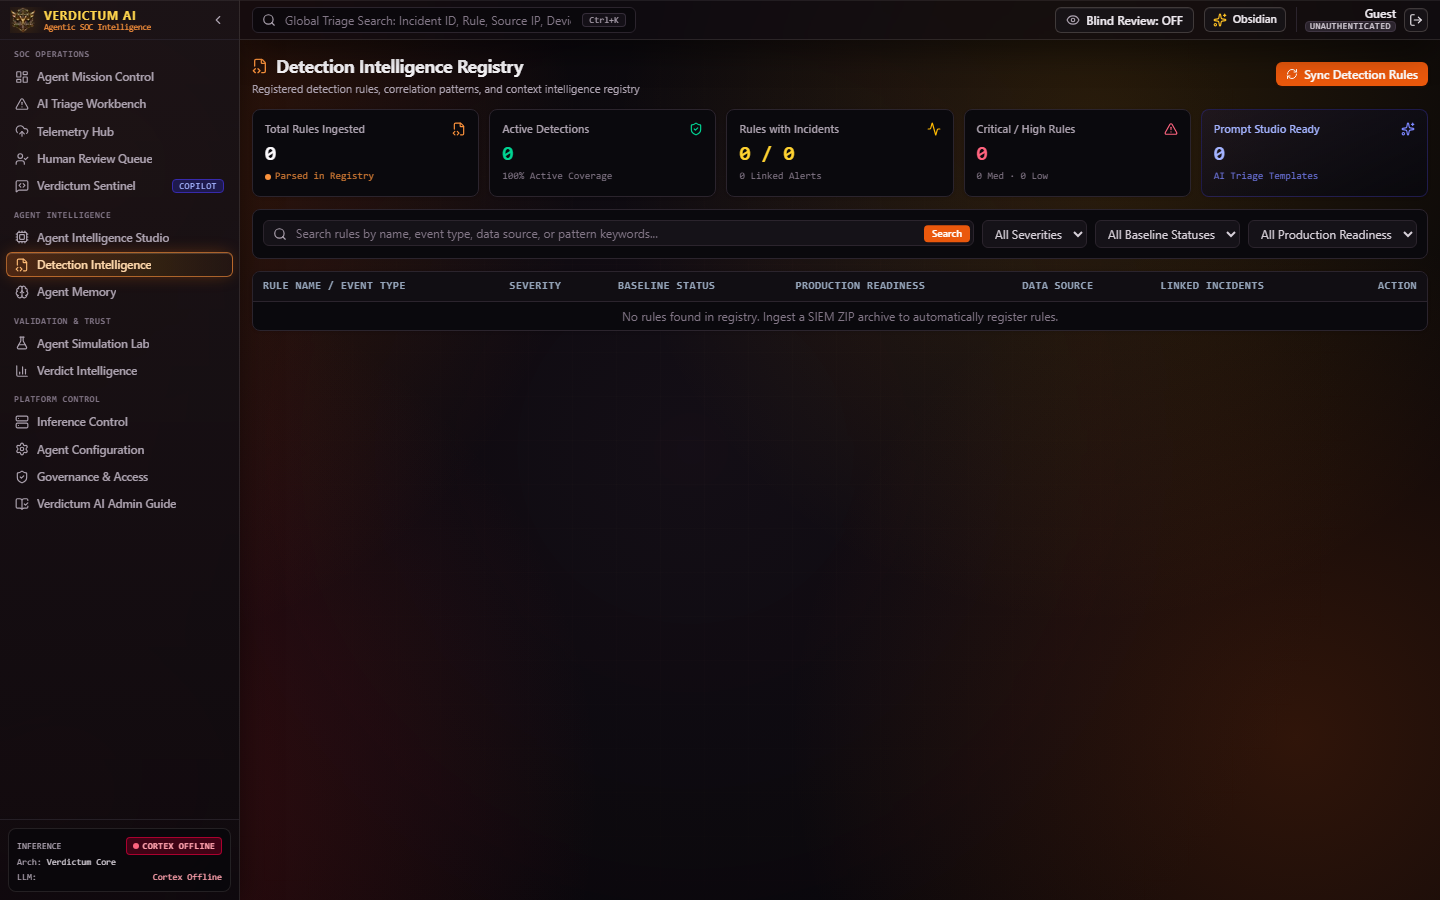 VERDICTUM AI
Agentic SOC Intelligence
Global Triage Search: Incident ID, Rule, Source IP, Devi
Ctrl+K
Blind Review: OFF
Obsidian
Guest
UNAUTHENTICATED
SOC OPERATIONS
Agent Mission Control
AI Triage Workbench
Telemetry Hub
Human Review Queue
Verdictum Sentinel
COPILOT
AGENT INTELLIGENCE
Agent Intelligence Studio
Detection Intelligence
Agent Memory
VALIDATION & TRUST
Agent Simulation Lab
Verdict Intelligence
PLATFORM CONTROL
Inference Control
Agent Configuration
Governance & Access
Verdictum AI Admin Guide
INFERENCE
CORTEX OFFLINE
Arch: Verdictum Core
LLM: Cortex Offline
Detection Intelligence Registry
Registered detection rules, correlation patterns, and context intelligence registry
Sync Detection Rules
Total Rules Ingested
0
Parsed in Registry
Active Detections
0
100% Active Coverage
Rules with Incidents
0 / 0
0 Linked Alerts
Critical / High Rules
0
0 Med · 0 Low
Prompt Studio Ready
0
AI Triage Templates
Search rules by name, event type, data source, or pattern keywords...
Search
All Severities
All Baseline Statuses
All Production Readiness
RULE NAME / EVENT TYPE SEVERITY BASELINE STATUS PRODUCTION READINESS DATA SOURCE LINKED INCIDENTS ACTION
No rules found in registry. Ingest a SIEM ZIP archive to automatically register rules.